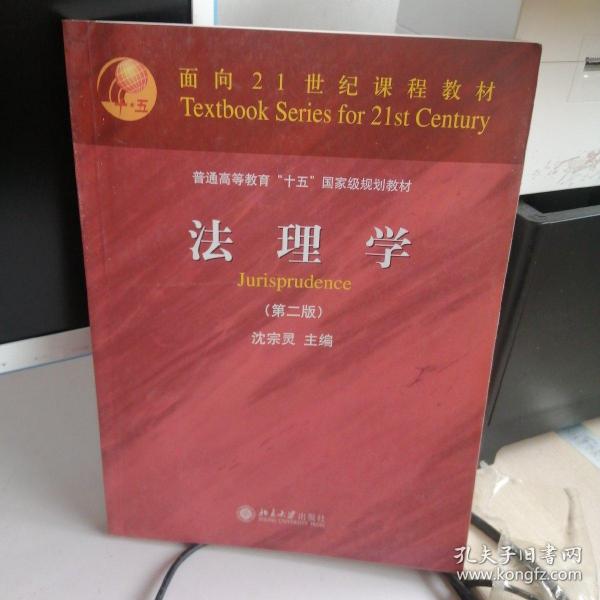 十·五
面向21世纪课程教材
Textbook Series for 21st Century
普通高等教育“十五”国家级规划教材
法理学
Jurisprudence
(第二版)
沈宗灵 主编
北京大学出版社
PEKING UNIVERSITY PRESS
孔夫子旧书网
www.kongfz.com